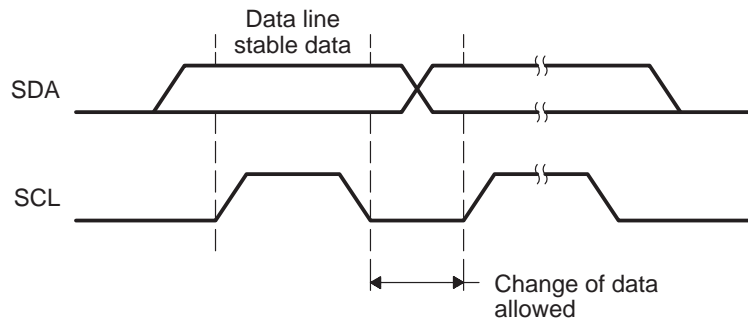 Data line
stable data
SDA
SCL
Change of data
allowed